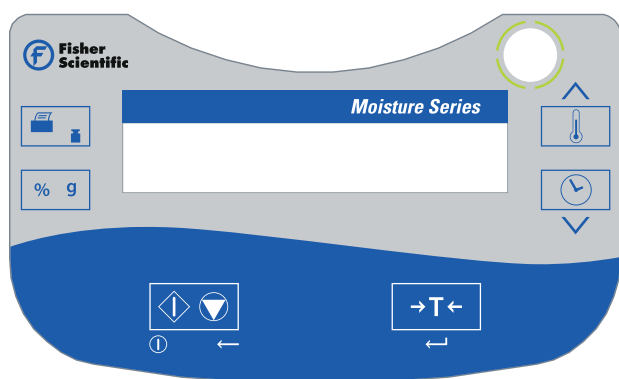 Fisher
Scientific
Moisture Series
% g
→T←